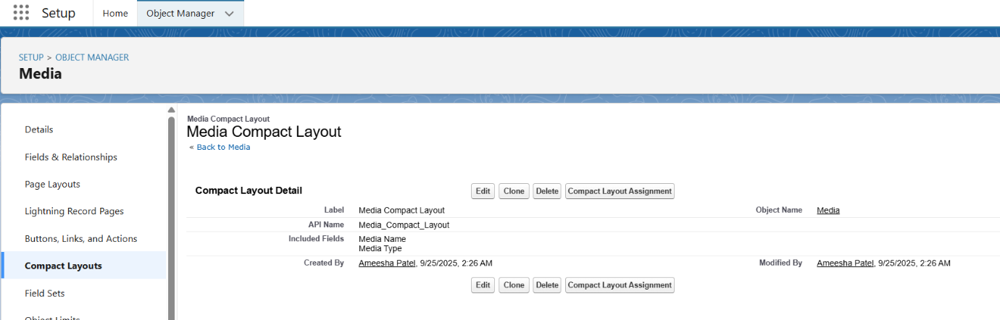 Setup
Home
Object Manager
SETUP > OBJECT MANAGER
Media
Details
Fields & Relationships
Page Layouts
Lightning Record Pages
Buttons, Links, and Actions
Compact Layouts
Field Sets
Object Limits
Media Compact Layout
Media Compact Layout
« Back to Media
Compact Layout Detail Edit Clone Delete Compact Layout Assignment
Label Media Compact Layout Object Name Media
API Name Media_Compact_Layout
Included Fields Media Name
Media Type
Created By Ameesha Patel, 9/25/2025, 2:26 AM Modified By Ameesha Patel, 9/25/2025, 2:26 AM
Edit Clone Delete Compact Layout Assignment